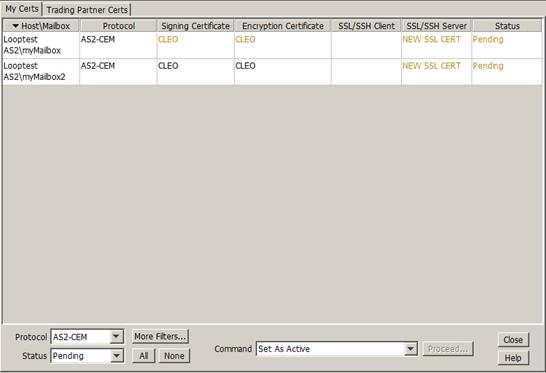 My Certs Trading Partner Certs
▼ Host\Mailbox Protocol Signing Certificate Encryption Certificate SSL/SSH Client SSL/SSH Server Status
Looptest AS2-CEM CLEO CLEO NEW SSL CERT Pending
AS2\myMailbox
Looptest AS2-CEM CLEO CLEO NEW SSL CERT Pending
AS2\myMailbox2
Protocol AS2-CEM More Filters... Close
Status Pending All None Command Set As Active Proceed... Help